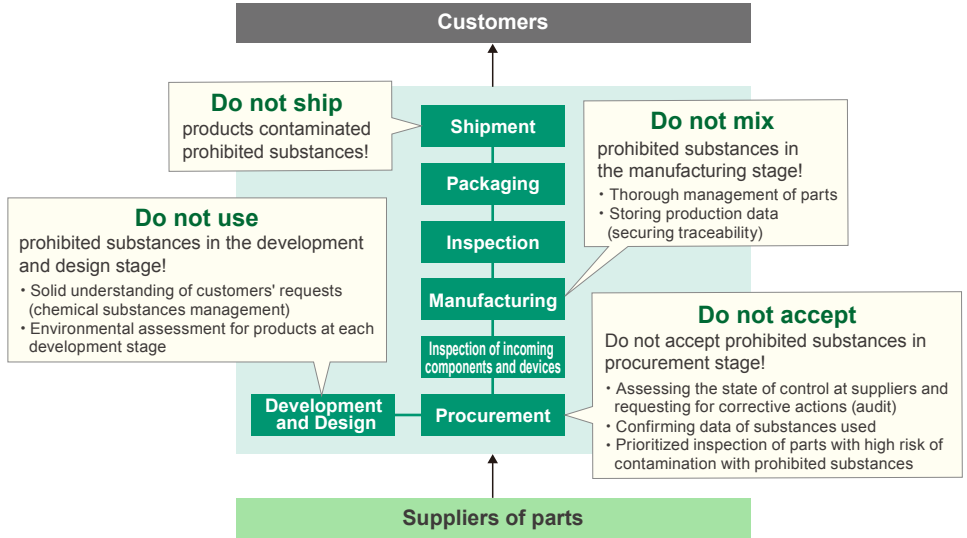 Customers
Do not ship
products contaminated
prohibited substances!
Shipment
Do not mix
prohibited substances in
the manufacturing stage!
・Thorough management of parts
・Storing production data
(securing traceability)
Packaging
Do not use
prohibited substances in the development
and design stage!
・Solid understanding of customers' requests
(chemical substances management)
・Environmental assessment for products at each
development stage
Inspection
Manufacturing
Do not accept
Do not accept prohibited substances in
procurement stage!
・Assessing the state of control at suppliers and
requesting for corrective actions (audit)
・Confirming data of substances used
・Prioritized inspection of parts with high risk of
contamination with prohibited substances
Inspection of incoming
components and devices
Development
and Design
Procurement
Suppliers of parts